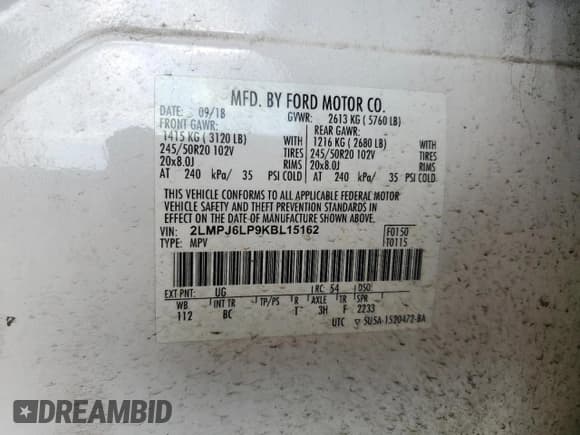 MFD. BY FORD MOTOR CO.
DATE: 09/18 GVWR: 2613 KG ( 5760 LB)
FRONT GAWR: REAR GAWR:
1415 KG ( 3120 LB) WITH 1216 KG ( 2680 LB) WITH
245/50R20 102V TIRES 245/50R20 102V TIRES
20x8.0J RIMS 20x8.0J RIMS
AT 240 kPa/ 35 PSI COLD AT 240 kPa/ 35 PSI COLD
THIS VEHICLE CONFORMS TO ALL APPLICABLE FEDERAL MOTOR
VEHICLE SAFETY AND THEFT PREVENTION STANDARDS IN
EFFECT ON THE DATE OF MANUFACTURE SHOWN ABOVE.
VIN: 2LMPJ6LP9KBL15162 F0150
TYPE: MPV T0115
EXT PNT: UG RC: 54 DSO:
WB INT TR TP/PS R AXLE TR SPR
112 BC 3H F 2233
UTC SU5A-1520472-BA
DREAMBID